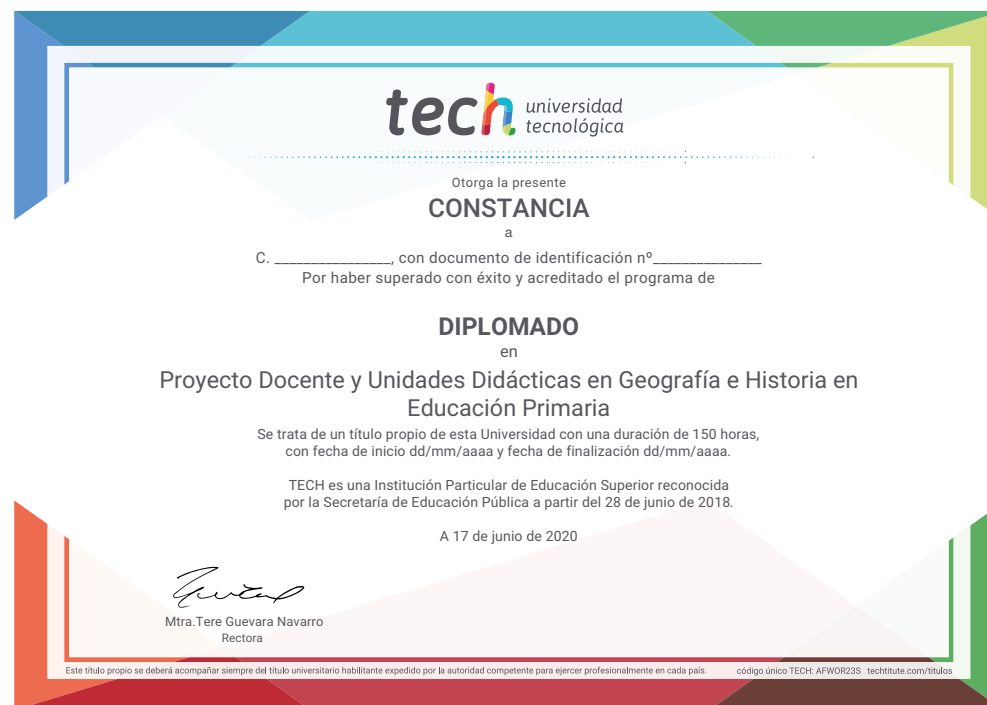 tech universidad
tecnológica
Otorga la presente
CONSTANCIA
a
C. ________________, con documento de identificación nº_______________
Por haber superado con éxito y acreditado el programa de
DIPLOMADO
en
Proyecto Docente y Unidades Didácticas en Geografía e Historia en
Educación Primaria
Se trata de un título propio de esta Universidad con una duración de 150 horas,
con fecha de inicio dd/mm/aaaa y fecha de finalización dd/mm/aaaa.
TECH es una Institución Particular de Educación Superior reconocida
por la Secretaría de Educación Pública a partir del 28 de junio de 2018.
A 17 de junio de 2020
Mtra.Tere Guevara Navarro
Rectora
Este título propio se deberá acompañar siempre del título universitario habilitante expedido por la autoridad competente para ejercer profesionalmente en cada país. código único TECH: AFWOR23S techtitute.com/titulos